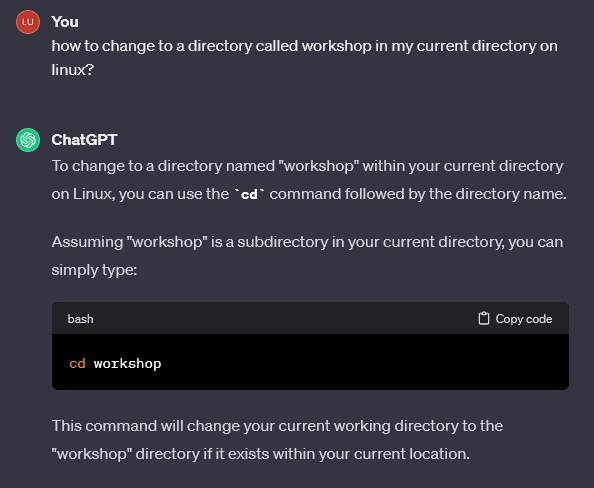 LU You
how to change to a directory called workshop in my current directory on
linux?
ChatGPT
To change to a directory named "workshop" within your current directory
on Linux, you can use the `cd` command followed by the directory name.
Assuming "workshop" is a subdirectory in your current directory, you can
simply type:
bash Copy code
cd workshop
This command will change your current working directory to the
"workshop" directory if it exists within your current location.